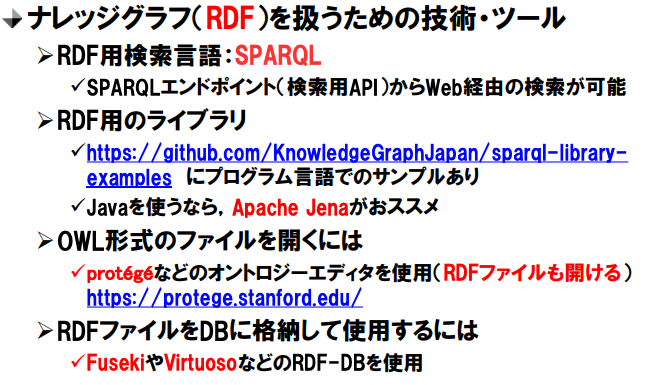 ナレッジグラフ(RDF)を扱うための技術・ツール
➢RDF用検索言語:SPARQL
✓SPARQLエンドポイント(検索用API)からWeb経由の検索が可能
➢RDF用のライブラリ
✓https://github.com/KnowledgeGraphJapan/sparql-library-
examples にプログラム言語でのサンプルあり
✓Javaを使うなら,Apache Jenaがおススメ
➢OWL形式のファイルを開くには
✓protégéなどのオントロジーエディタを使用(RDFファイルも開ける)
https://protege.stanford.edu/
➢RDFファイルをDBに格納して使用するには
✓FusekiやVirtuosoなどのRDF-DBを使用